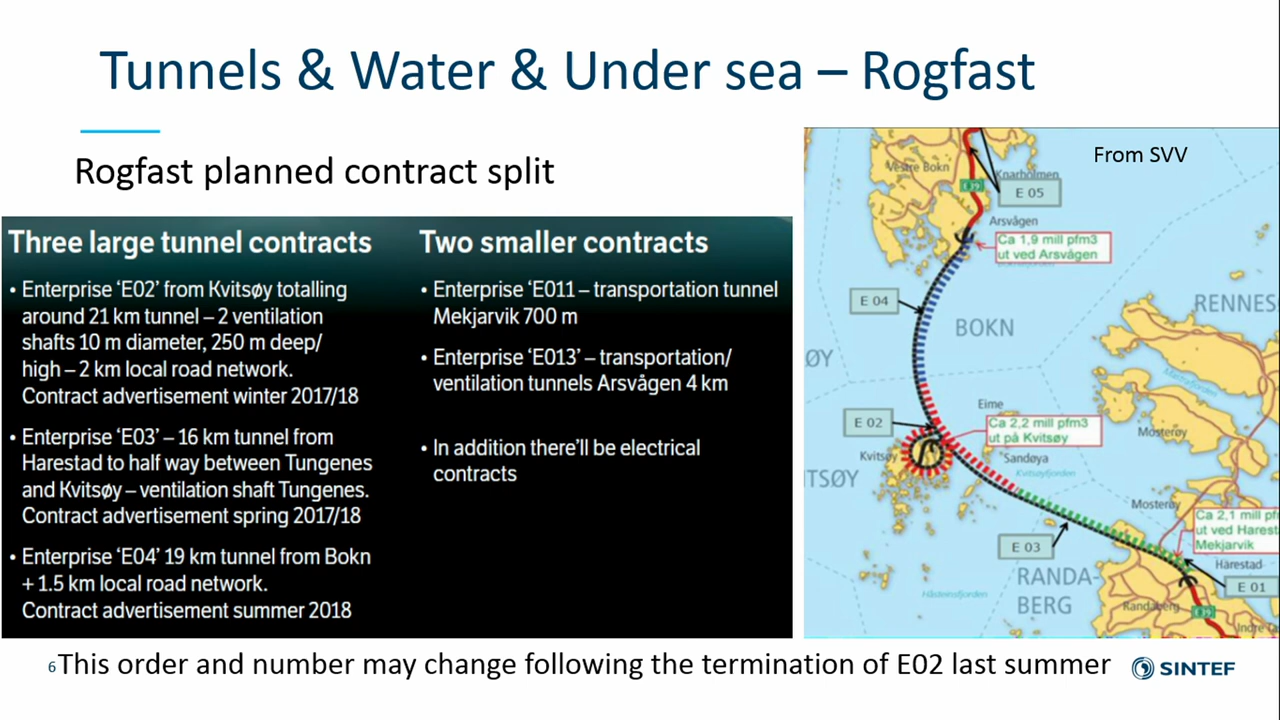 Tunnels & Water & Under sea – Rogfast
Rogfast planned contract split
Three large tunnel contracts
• Enterprise ‘E02’ from Kvitsøy totalling
around 21 km tunnel – 2 ventilation
shafts 10 m diameter, 250 m deep/
high – 2 km local road network.
Contract advertisement winter 2017/18
• Enterprise ‘E03’ – 16 km tunnel from
Harestad to half way between Tungenes
and Kvitsøy – ventilation shaft Tungenes.
Contract advertisement spring 2017/18
• Enterprise ‘E04’ 19 km tunnel from Bokn
+ 1.5 km local road network.
Contract advertisement summer 2018
Two smaller contracts
• Enterprise ‘E011 – transportation tunnel
Mekjarvik 700 m
• Enterprise ‘E013’ – transportation/
ventilation tunnels Arsvågen 4 km
• In addition there’ll be electrical
contracts
From SVV
Vestre Bokn
Knarholmen
E39
E 05
Arsvågen
Ca 1,9 mill pfm3
ut ved Arsvågen
E 04
BOKN
RENNES
ØY
Mastrafjorden
Eime
E 02
Ca 2,2 mill pfm3
ut på Kvitsøy
Mosterøy
Kvitsøy
Sandøya
Kvitsøyfjorden
TSØY
Mosterøy
Ca 2,1 mill pf
ut ved Harest
Mekjarvik
E 03
Harestad
RANDA-
BERG
E 01
Håsteinsfjorden
Randaberg
E39
Indre
6
This order and number may change following the termination of E02 last summer
SINTEF